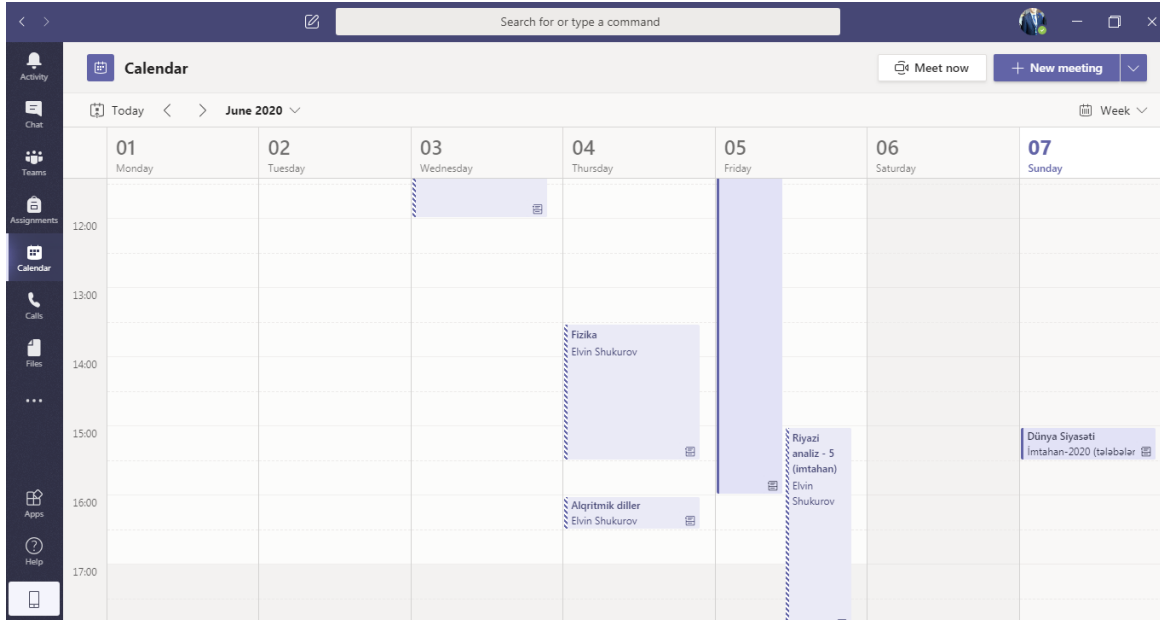 Search for or type a command
Activity
Chat
Teams
Assignments
Calendar
Calls
Files
Apps
Help
Calendar
Meet now
New meeting
Today
June 2020
Week
01
Monday
02
Tuesday
03
Wednesday
04
Thursday
05
Friday
06
Saturday
07
Sunday
12:00
13:00
14:00
15:00
16:00
17:00
Fizika
Elvin Shukurov
Alqritmik diller
Elvin Shukurov
Riyazi
analiz - 5
(imtahan)
Elvin
Shukurov
Dünya Siyasəti
İmtahan-2020 (tələbələr